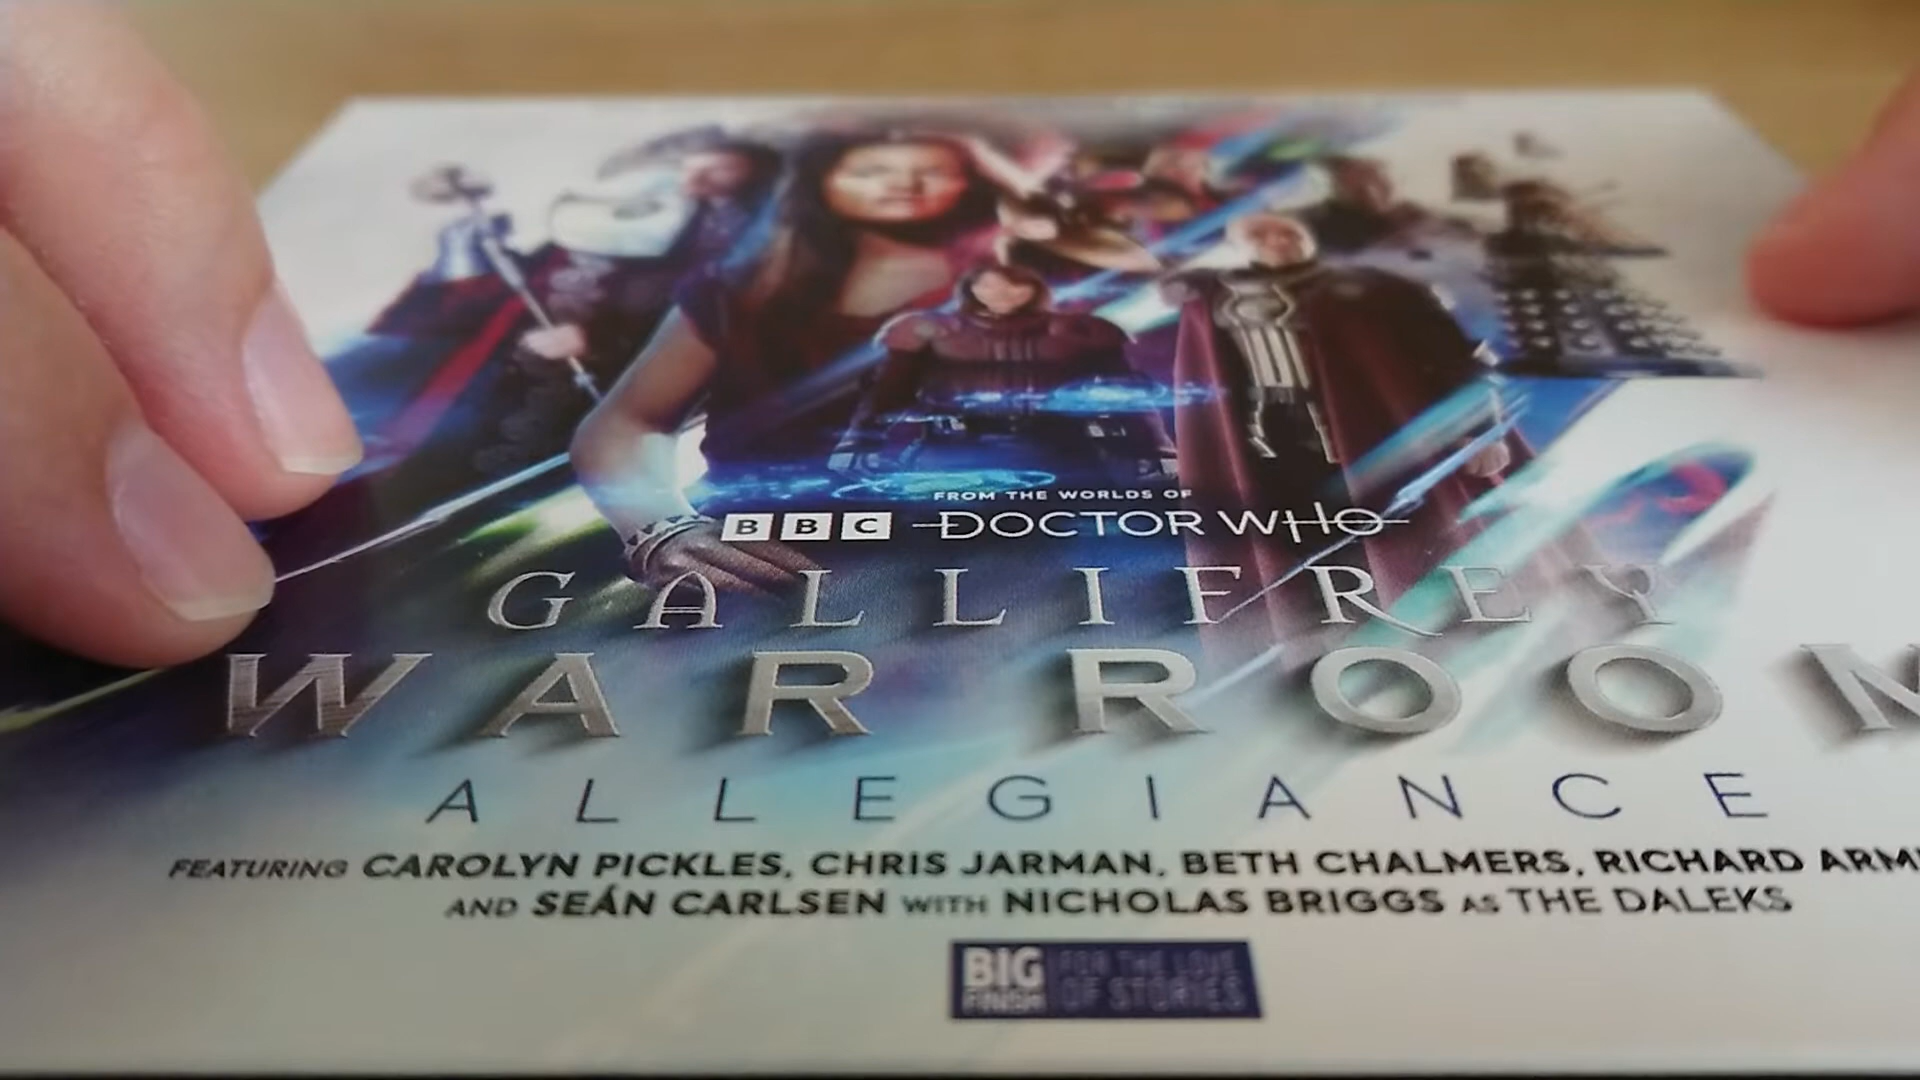 FROM THE WORLDS OF
BBC DOCTOR WHO
GALLIFREY
WAR ROOM
ALLEGIANCE
FEATURING CAROLYN PICKLES, CHRIS JARMAN, BETH CHALMERS, RICHARD ARMI
AND SEÁN CARLSEN WITH NICHOLAS BRIGGS AS THE DALEKS
BIG FOR THE LOVE
FINISH OF STORIES